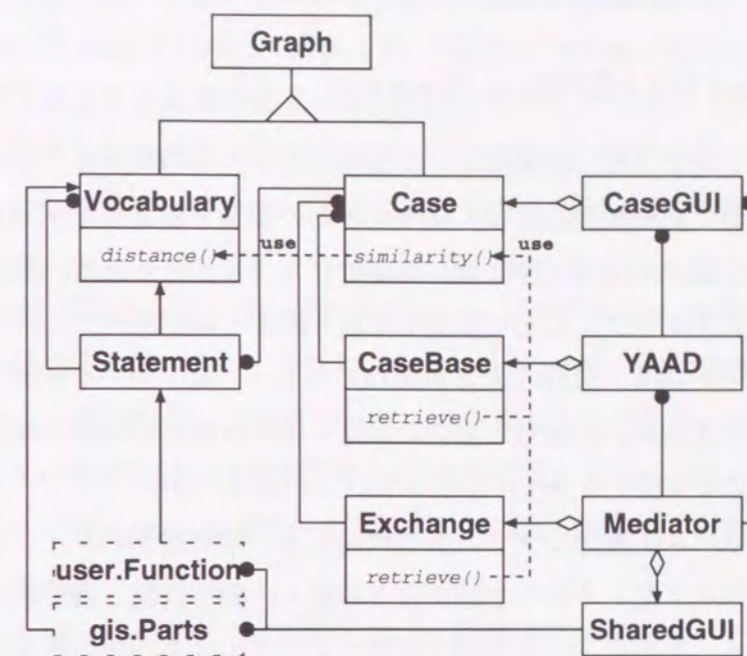 Graph
Vocabulary
Case
CaseGUI
distance()
use
similarity()
use
Statement
CaseBase
YAAD
retrieve()
Exchange
Mediator
user.Function
retrieve()
gis.Parts
SharedGUI